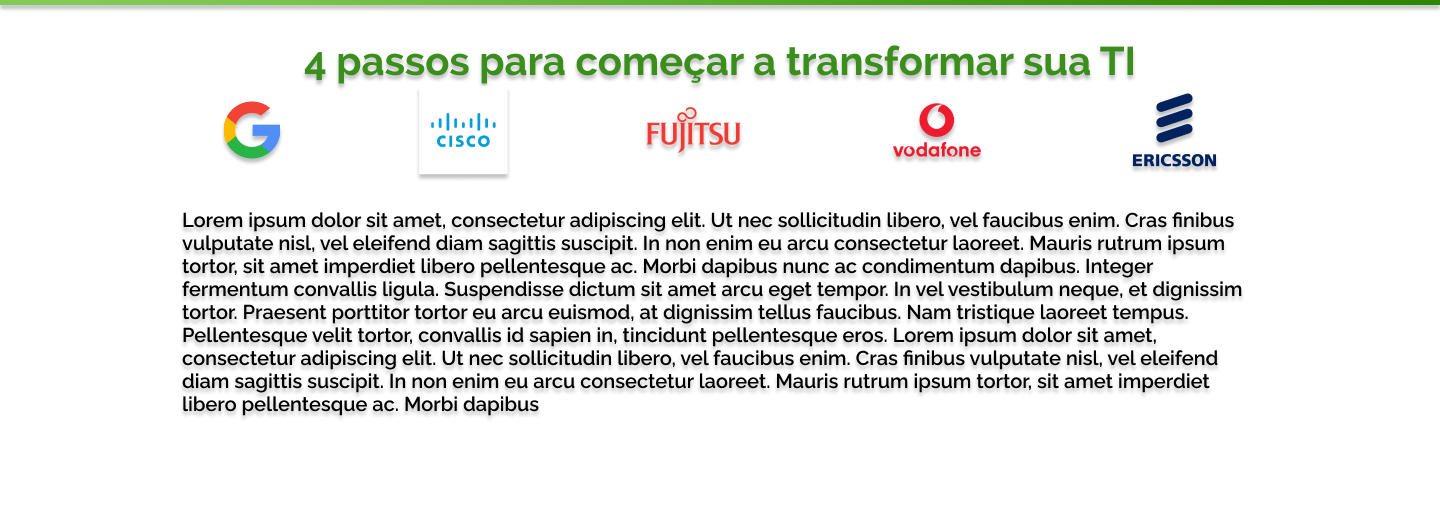 4 passos para começar a transformar sua TI
CISCO
FUJITSU
vodafone
ERICSSON
Lorem ipsum dolor sit amet, consectetur adipiscing elit. Ut nec sollicitudin libero, vel faucibus enim. Cras finibus
vulputate nisl, vel eleifend diam sagittis suscipit. In non enim eu arcu consectetur laoreet. Mauris rutrum ipsum
tortor, sit amet imperdiet libero pellentesque ac. Morbi dapibus nunc ac condimentum dapibus. Integer
fermentum convallis ligula. Suspendisse dictum sit amet arcu eget tempor. In vel vestibulum neque, et dignissim
tortor. Praesent porttitor tortor eu arcu euismod, at dignissim tellus faucibus. Nam tristique laoreet tempus.
Pellentesque velit tortor, convallis id sapien in, tincidunt pellentesque eros. Lorem ipsum dolor sit amet,
consectetur adipiscing elit. Ut nec sollicitudin libero, vel faucibus enim. Cras finibus vulputate nisl, vel eleifend
diam sagittis suscipit. In non enim eu arcu consectetur laoreet. Mauris rutrum ipsum tortor, sit amet imperdiet
libero pellentesque ac. Morbi dapibus